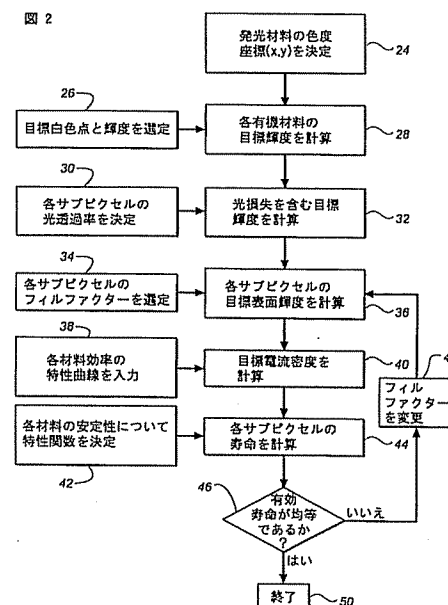 図 2
発光材料の色度
座標(x,y)を決定
24
26
目標白色点と輝度を選定
各有機材料の
目標輝度を計算
28
30
各サブピクセルの
光透過率を決定
光損失を含む目標
輝度を計算
32
34
各サブピクセルの
フィルファクターを選定
各サブピクセルの
目標表面輝度を計算
36
38
各材料効率の
特性曲線を入力
目標電流密度を
計算
40
フィル
ファクター
を変更
各材料の安定性について
特性関数を決定
42
各サブピクセルの
寿命を計算
44
46
有効
寿命が均等
であるか
?
いいえ
はい
終了
50